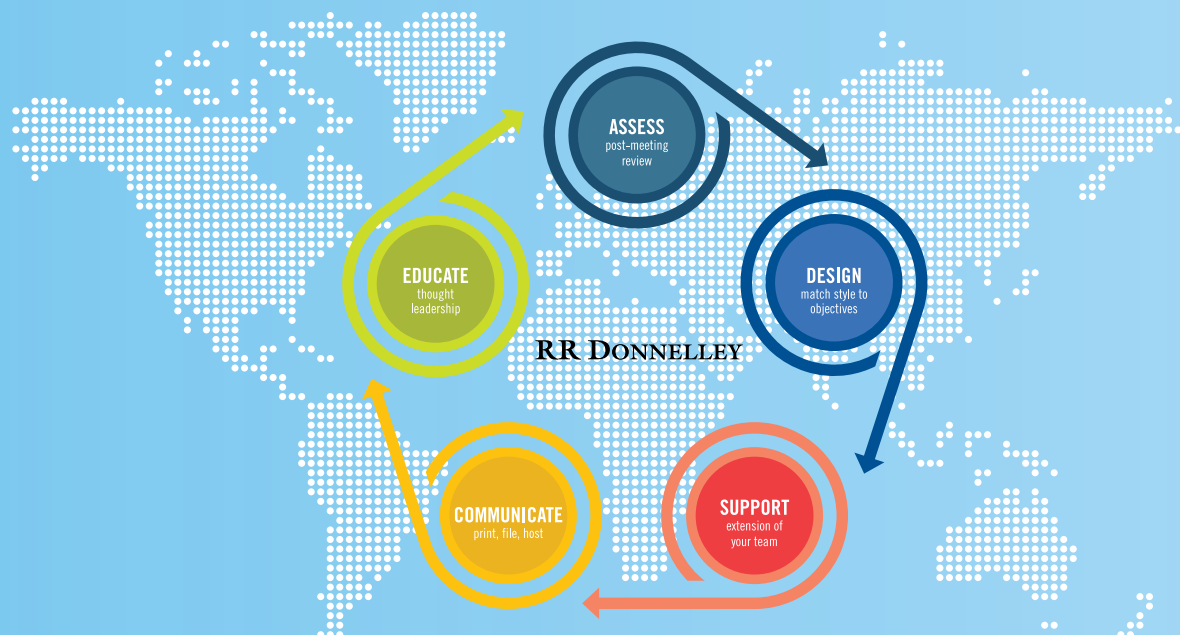 ASSESS
post-meeting
review
DESIGN
match style to
objectives
SUPPORT
extension of
your team
COMMUNICATE
print, file, host
EDUCATE
thought
leadership
RR DONNELLEY